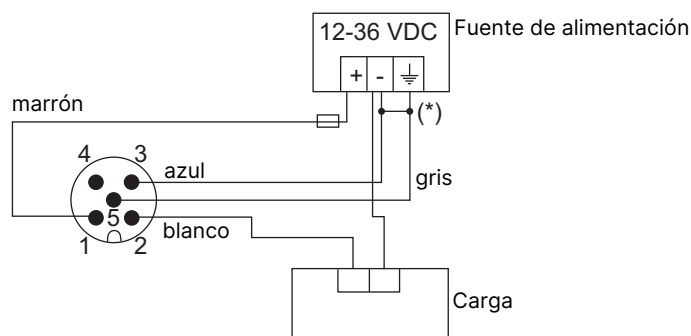 12-36 VDC
Fuente de alimentación
+ -
(*)
marrón
4 3
azul
gris
5
blanco
1 2
Carga